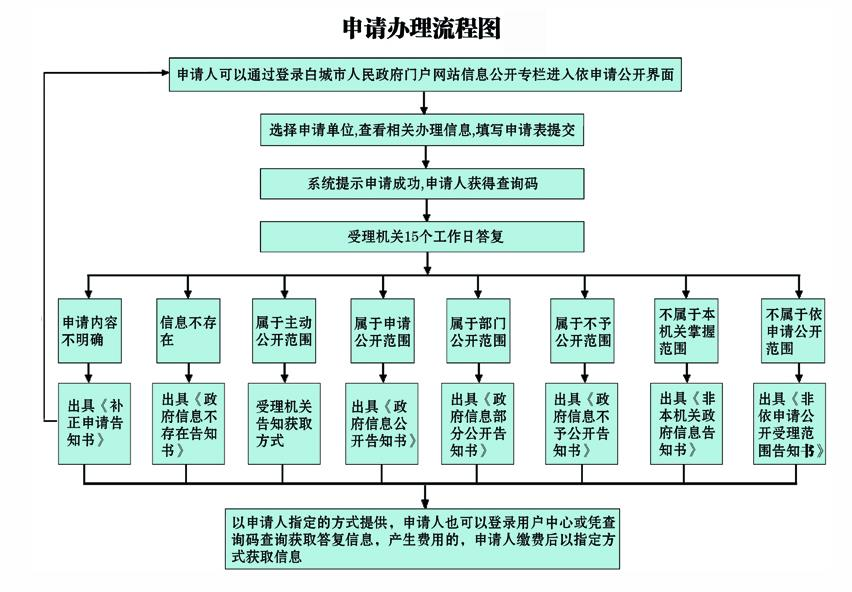 申请办理流程图
申请人可以通过登录白城市人民政府门户网站信息公开专栏进入依申请公开界面
选择申请单位,查看相关办理信息,填写申请表提交
系统提示申请成功,申请人获得查询码
受理机关15个工作日答复
申请内容
不明确
信息不存
在
属于主动
公开范围
属于申请
公开范围
属于部门
公开范围
属于不予
公开范围
不属于本
机关掌握
范围
不属于依
申请公开
范围
出具《补
正申请告
知书》
出具《政
府信息不
存在告知
书》
受理机关
告知获取
方式
出具《政
府信息公
开告知书》
出具《政
府信息部
分公开告
知书》
出具《政
府信息不
予公开告
知书》
出具《非
本机关政
府信息告
知书》
出具《非
依申请公
开受理范
围告知书》
以申请人指定的方式提供，申请人也可以登录用户中心或凭查
询码查询获取答复信息，产生费用的，申请人缴费后以指定方
式获取信息